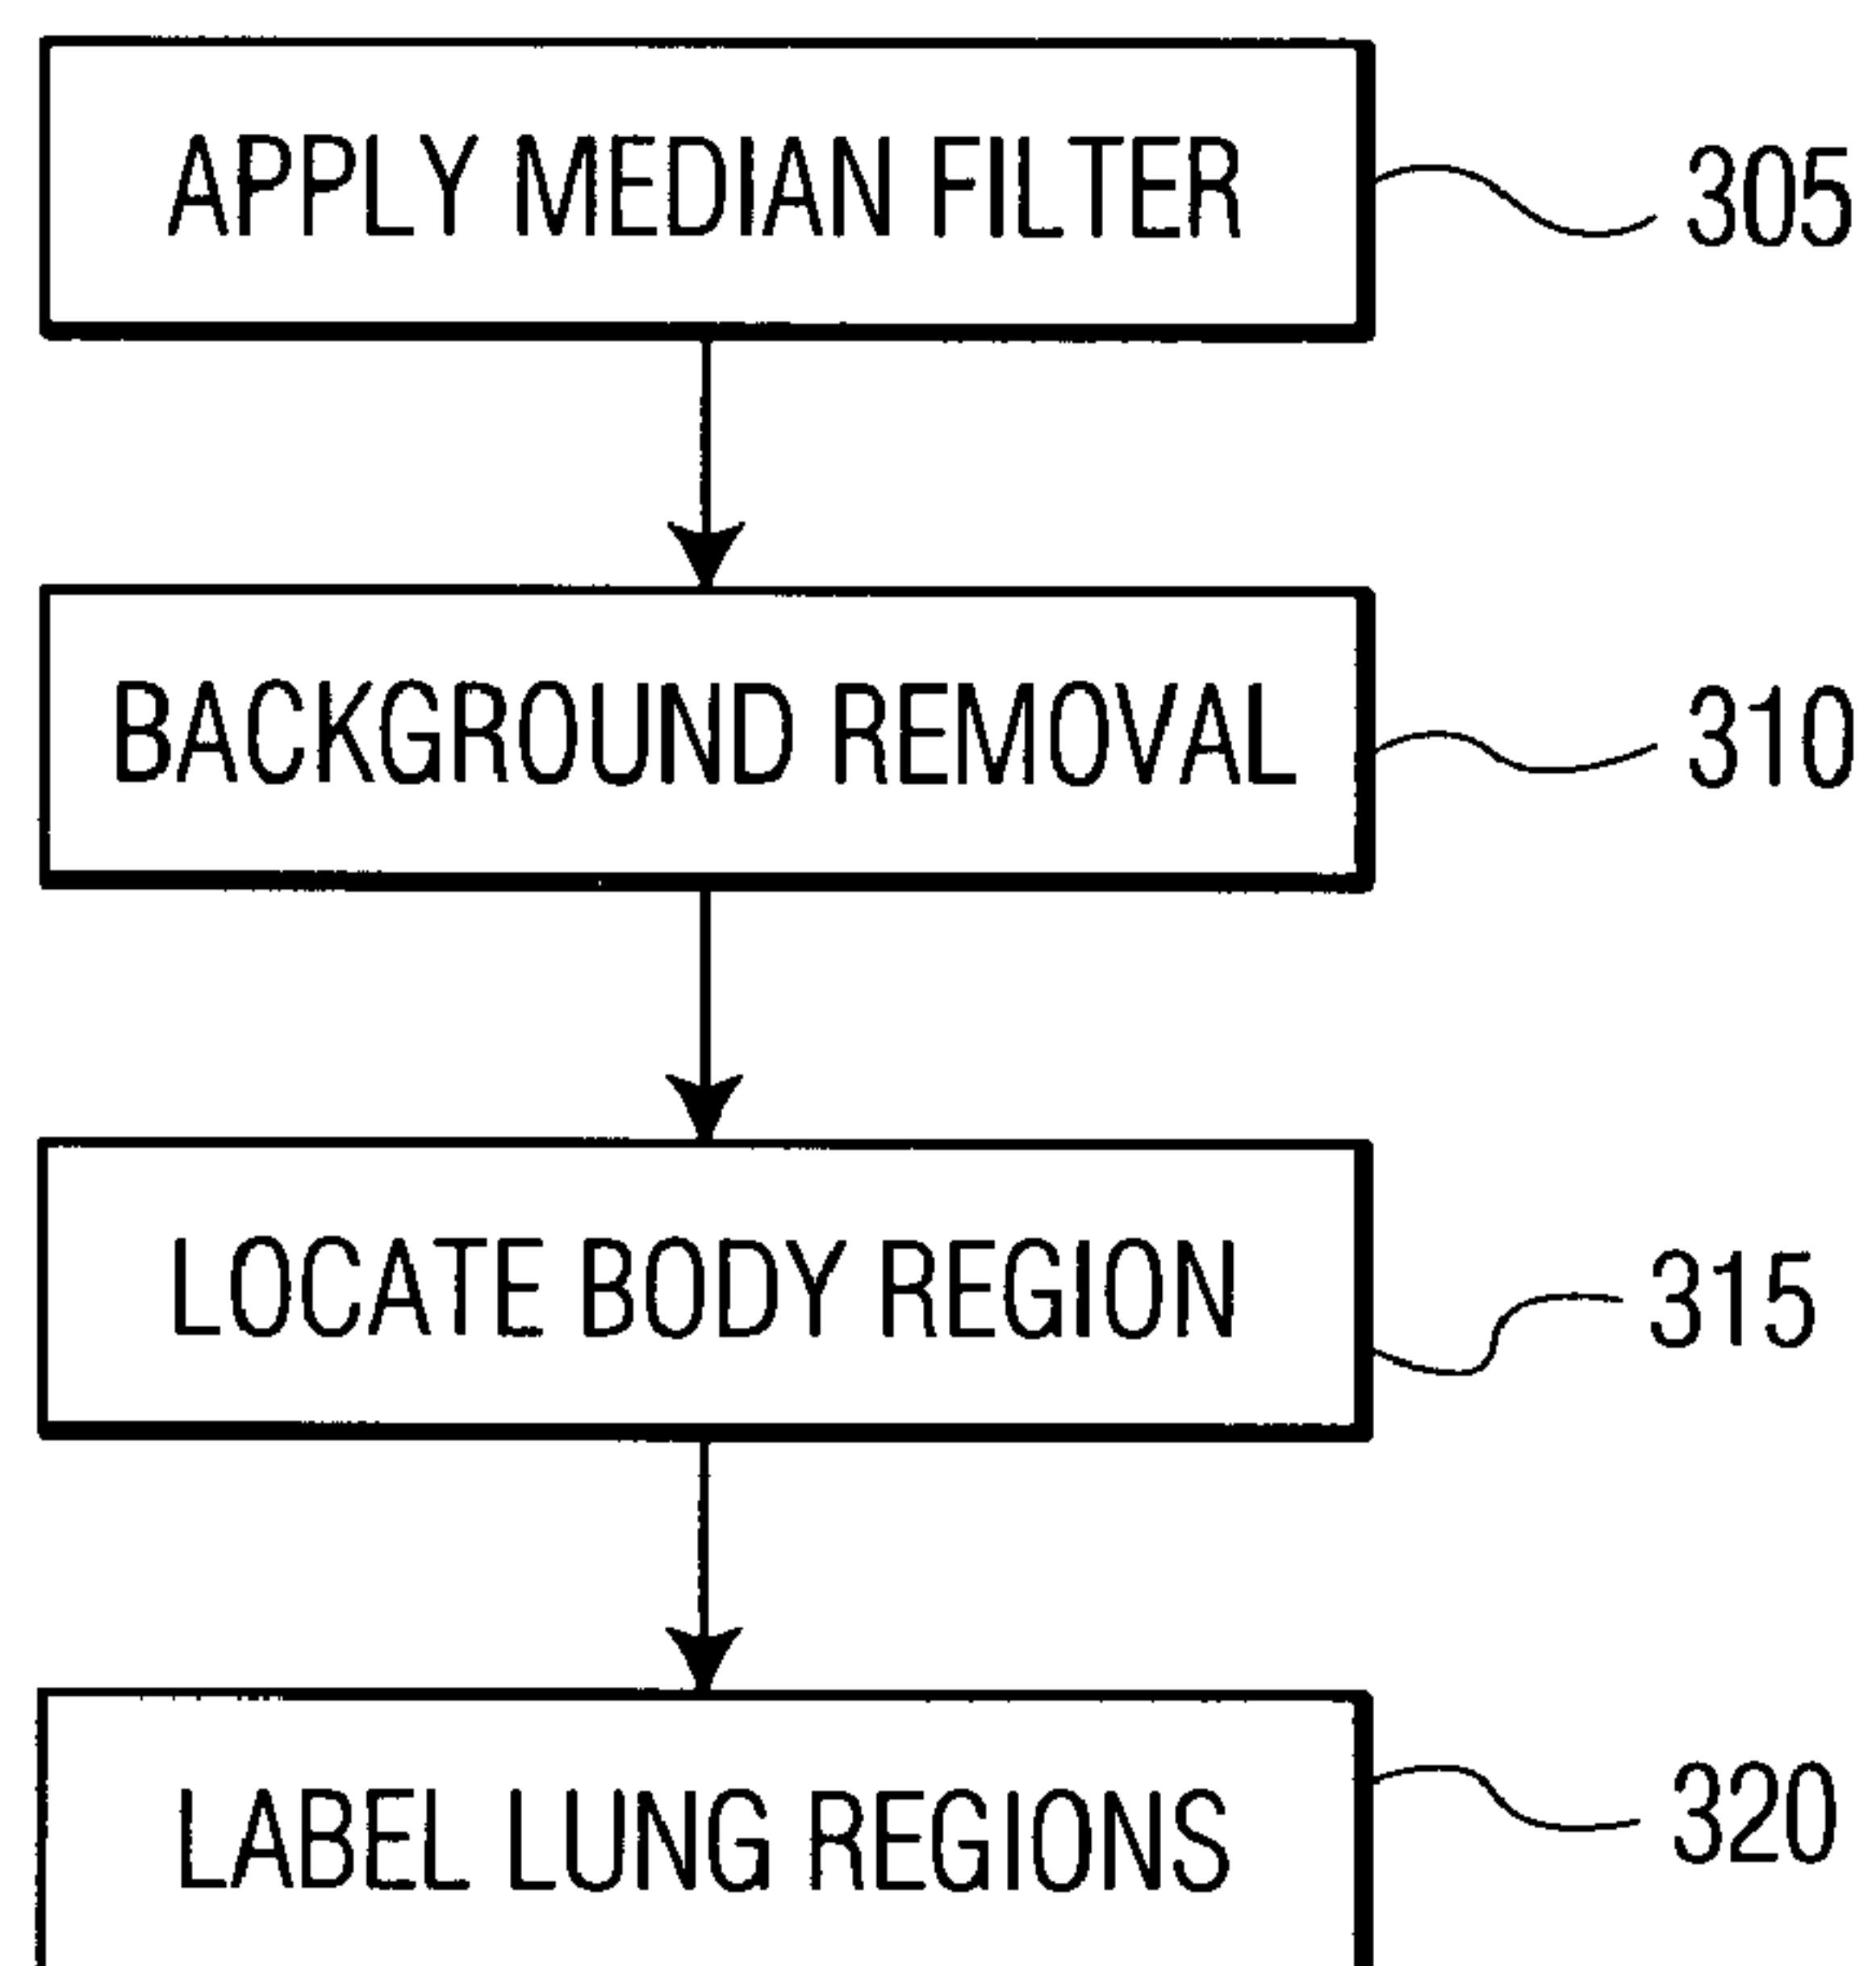 APPLY MEDIAN FILTER
305
BACKGROUND REMOVAL
310
LOCATE BODY REGION
315
LABEL LUNG REGIONS
320